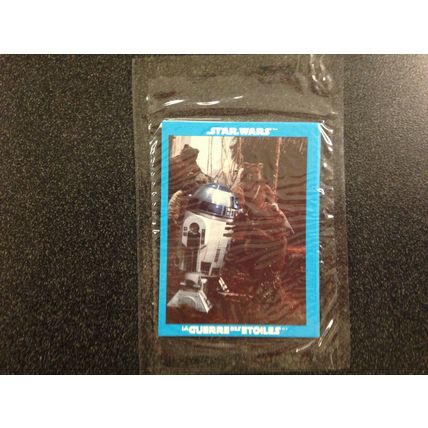 STAR WARS
LA GUERRE DES ETOILES